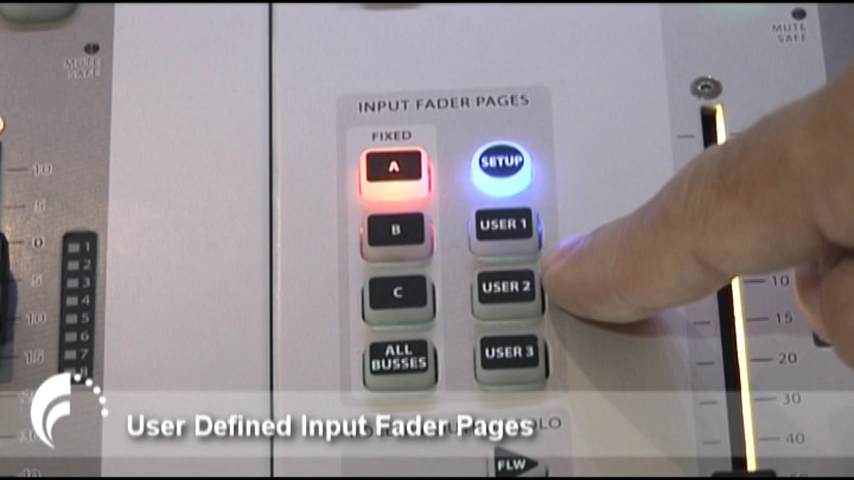 MUTE
SAFE
MUTE
SAFE
INPUT FADER PAGES
FIXED
A
SETUP
B
USER 1
C
USER 2
ALL
BUSSES
USER 3
10
5
0
5
10
15
30
1
2
3
4
5
6
7
8
10
15
20
30
40
User Defined Input Fader Pages
SOLO
FLW